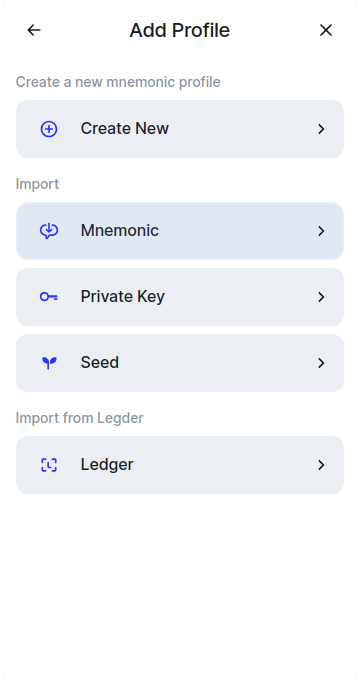 Add Profile
Create a new mnemonic profile
Create New
Import
Mnemonic
Private Key
Seed
Import from Legder
Ledger